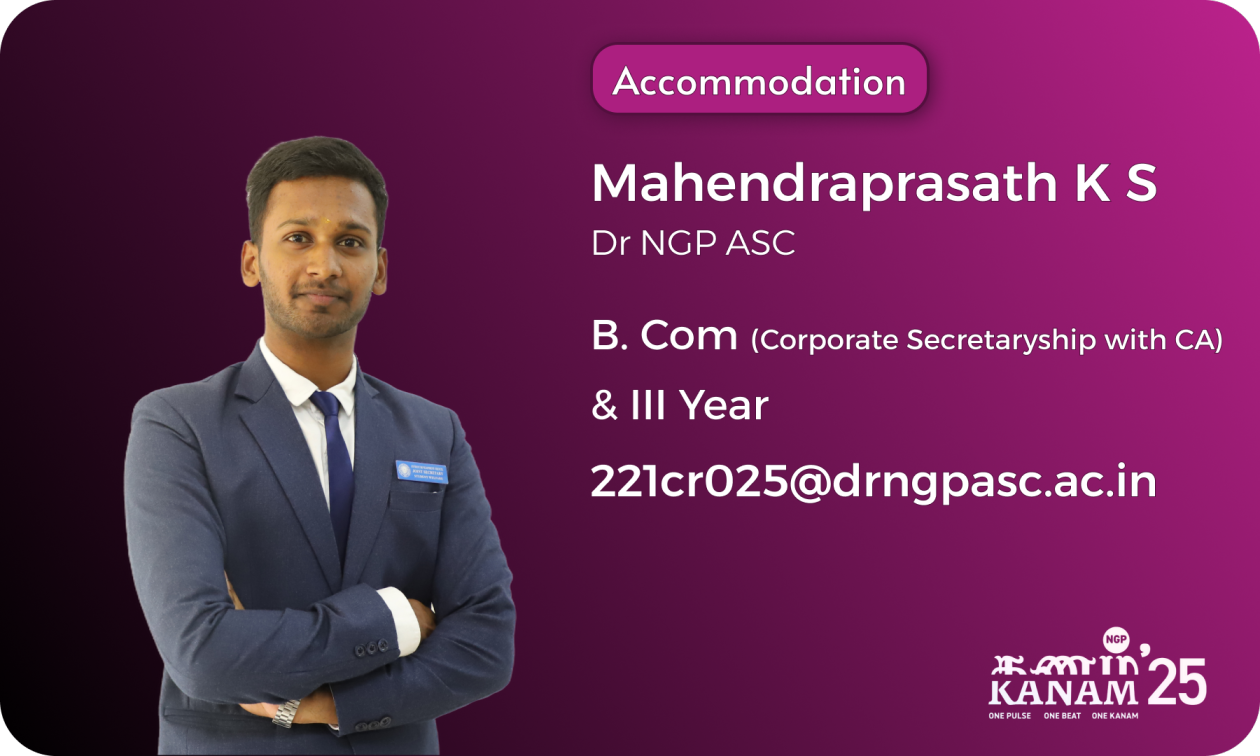 Accommodation
Mahendraprasath K S
Dr NGP ASC
B. Com (Corporate Secretaryship with CA)
& III Year
221cr025@drngpasc.ac.in
NGP
KANAM '25
ONE PULSE ONE BEAT ONE KANAM